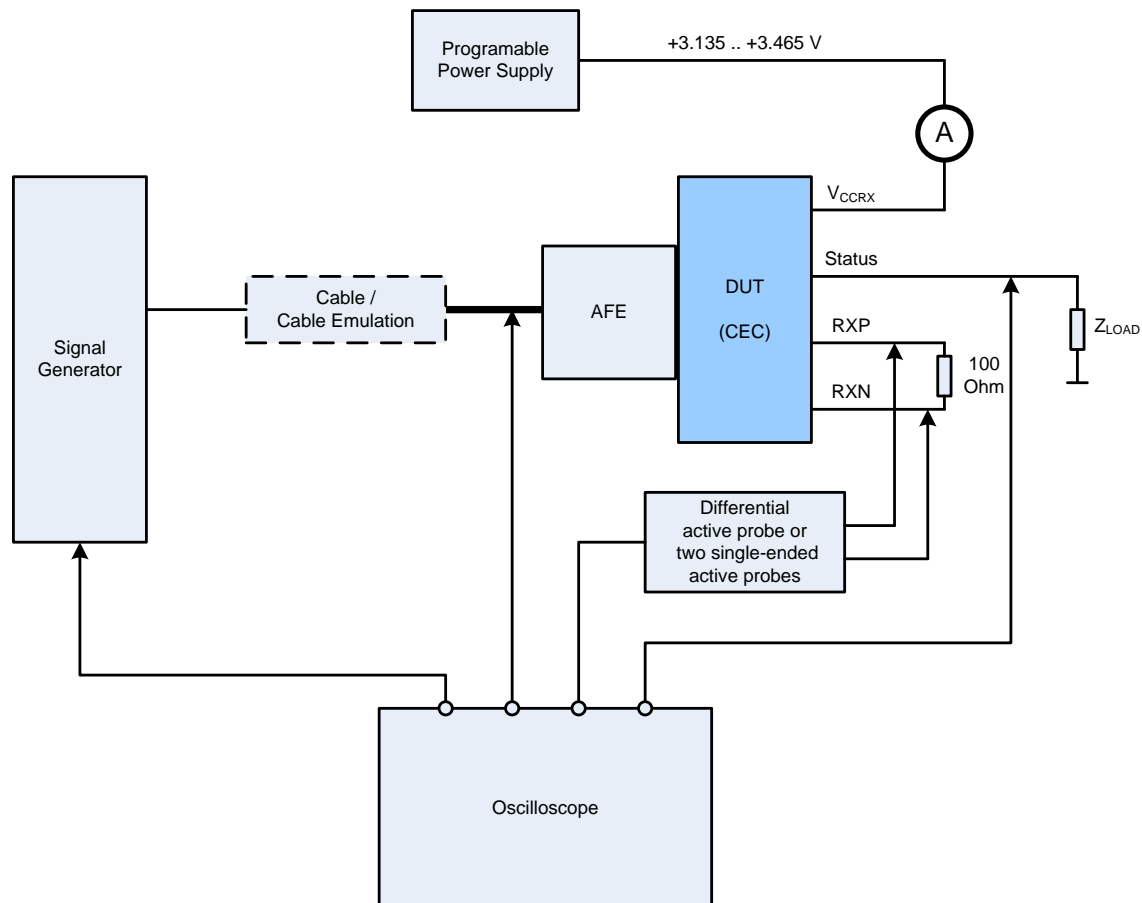 Programable
Power Supply
+3.135 .. +3.465 V
A
Signal
Generator
Cable /
Cable Emulation
AFE
DUT
(CEC)
VCCRX
Status
RXP
RXN
100
Ohm
ZLOAD
Differential
active probe or
two single-ended
active probes
Oscilloscope